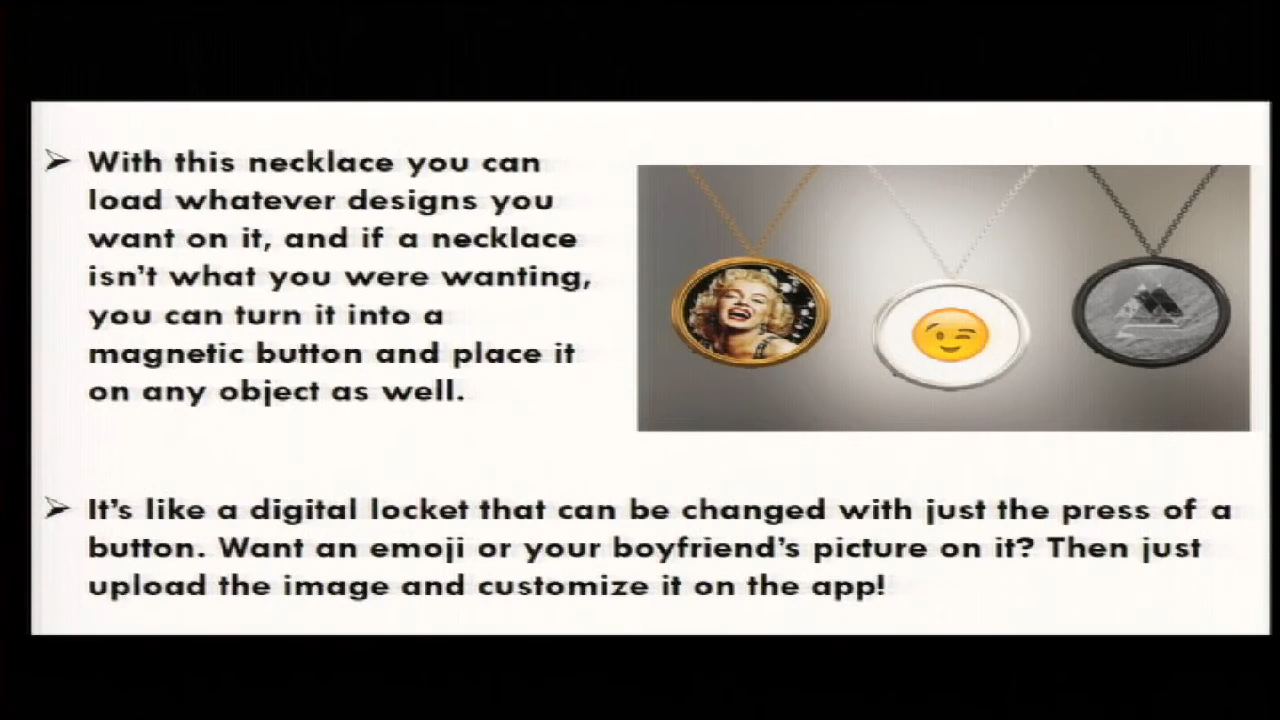 With this necklace you can
load whatever designs you
want on it, and if a necklace
isn't what you were wanting,
you can turn it into a
magnetic button and place it
on any object as well.
It's like a digital locket that can be changed with just the press of a
button. Want an emoji or your boyfriend's picture on it? Then just
upload the image and customize it on the app!